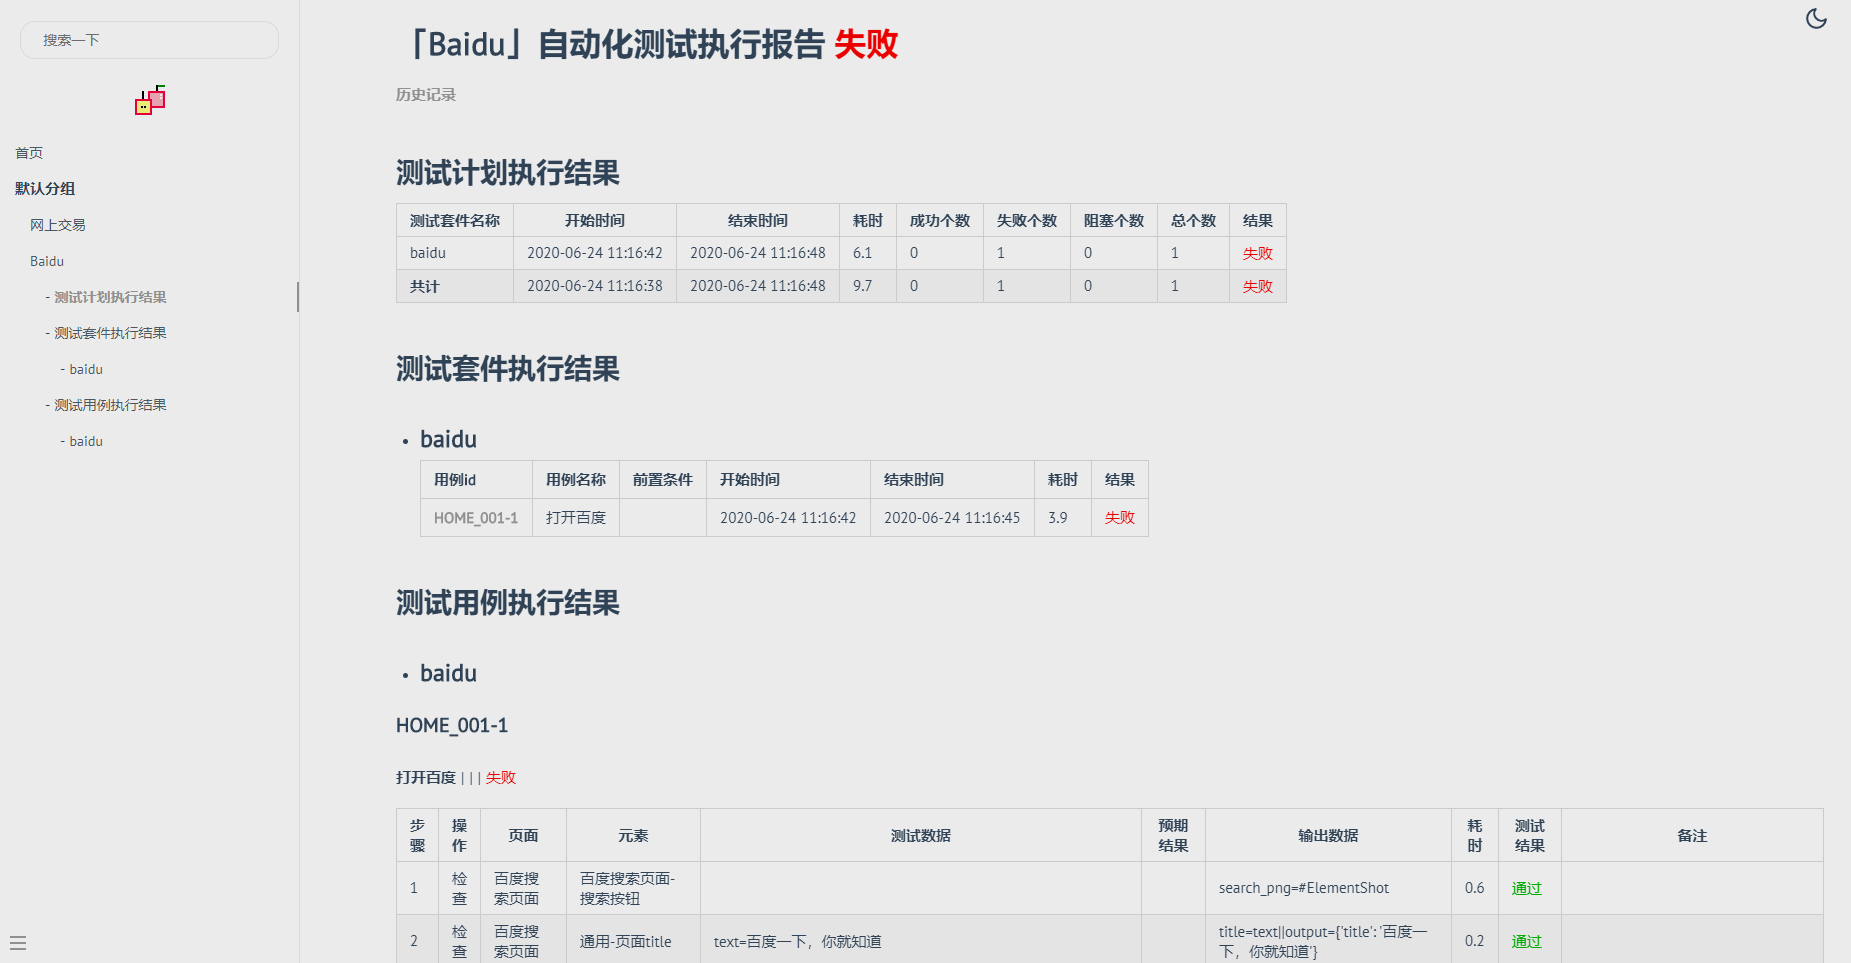 搜索一下
首页
默认分组
网上交易
Baidu
- 测试计划执行结果
- 测试套件执行结果
- baidu
- 测试用例执行结果
- baidu
「Baidu」自动化测试执行报告 失败
历史记录
测试计划执行结果
测试套件名称 开始时间 结束时间 耗时 成功个数 失败个数 阻塞个数 总个数 结果
baidu 2020-06-24 11:16:42 2020-06-24 11:16:48 6.1 0 1 0 1 失败
共计 2020-06-24 11:16:38 2020-06-24 11:16:48 9.7 0 1 0 1 失败
测试套件执行结果
• baidu
用例id 用例名称 前置条件 开始时间 结束时间 耗时 结果
HOME_001-1 打开百度 2020-06-24 11:16:42 2020-06-24 11:16:45 3.9 失败
测试用例执行结果
• baidu
HOME_001-1
打开百度 | | | 失败
步骤 操作 页面 元素 测试数据 预期结果 输出数据 耗时 测试结果 备注
1 检查 百度搜索页面 百度搜索页面-搜索按钮 search_png=#ElementShot 0.6 通过
2 检查 百度搜索页面 通用-页面title text=百度一下，你就知道 title=text||output={'title': '百度一下，你就知道'} 0.2 通过